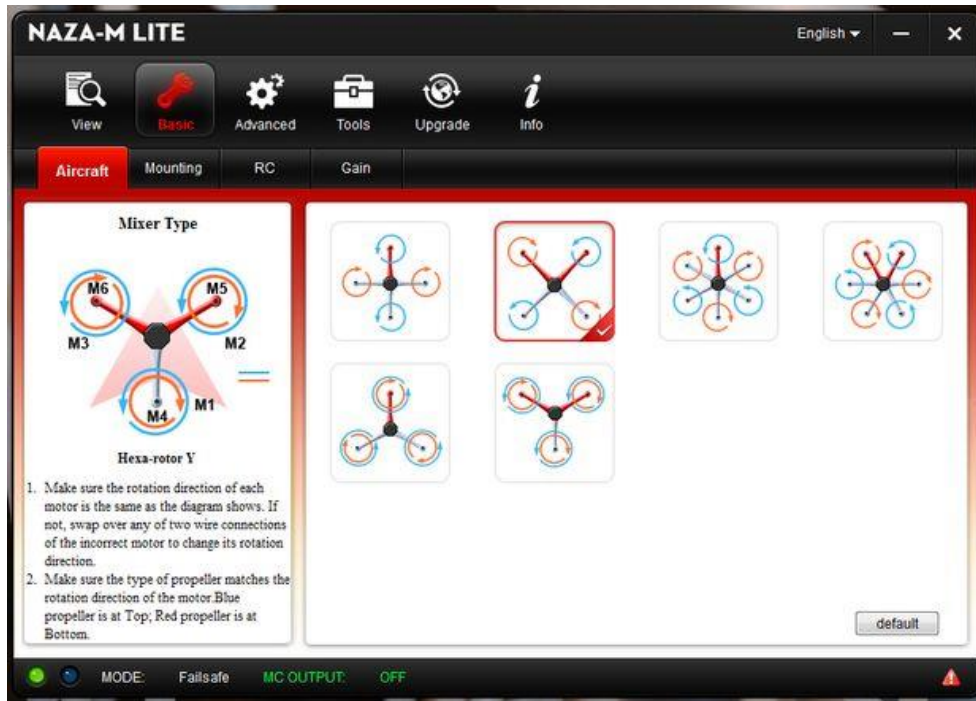 NAZA-M LITE
English
View
Basic
Advanced
Tools
Upgrade
Info
Aircraft
Mounting
RC
Gain
Mixer Type
M6
M5
M3
M2
M4
M1
Hexa-rotor Y
1. Make sure the rotation direction of each
motor is the same as the diagram shows. If
not, swap over any of two wire connections
of the incorrect motor to change its rotation
direction.
2. Make sure the type of propeller matches the
rotation direction of the motor.Blue
propeller is at Top; Red propeller is at
Bottom.
default
MODE: Failsafe MC OUTPUT: OFF